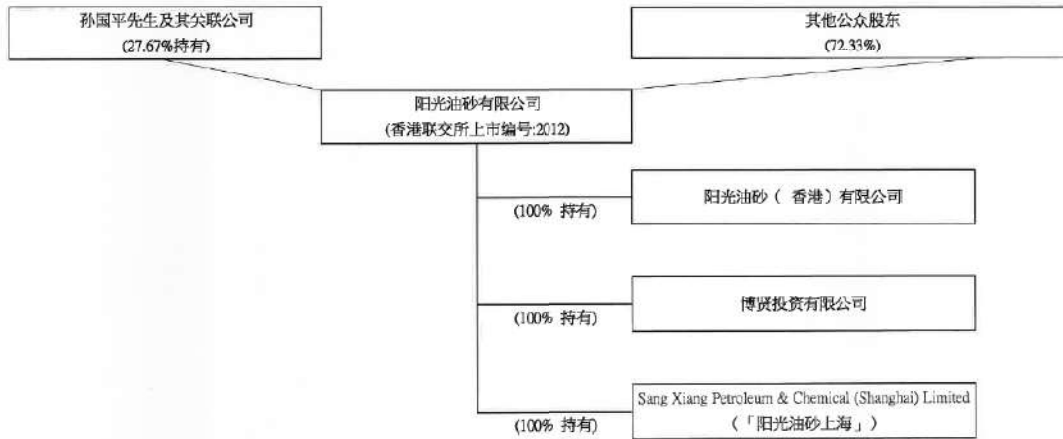 孙国平先生及其关联公司
(27.67%持有)
其他公众股东
(72.33%)
阳光油砂有限公司
(香港联交所上市编号:2012)
阳光油砂（ 香港）有限公司
(100% 持有)
博贤投资有限公司
(100% 持有)
Sang Xiang Petroleum & Chemical (Shanghai) Limited
（「阳光油砂上海」）
(100% 持有)